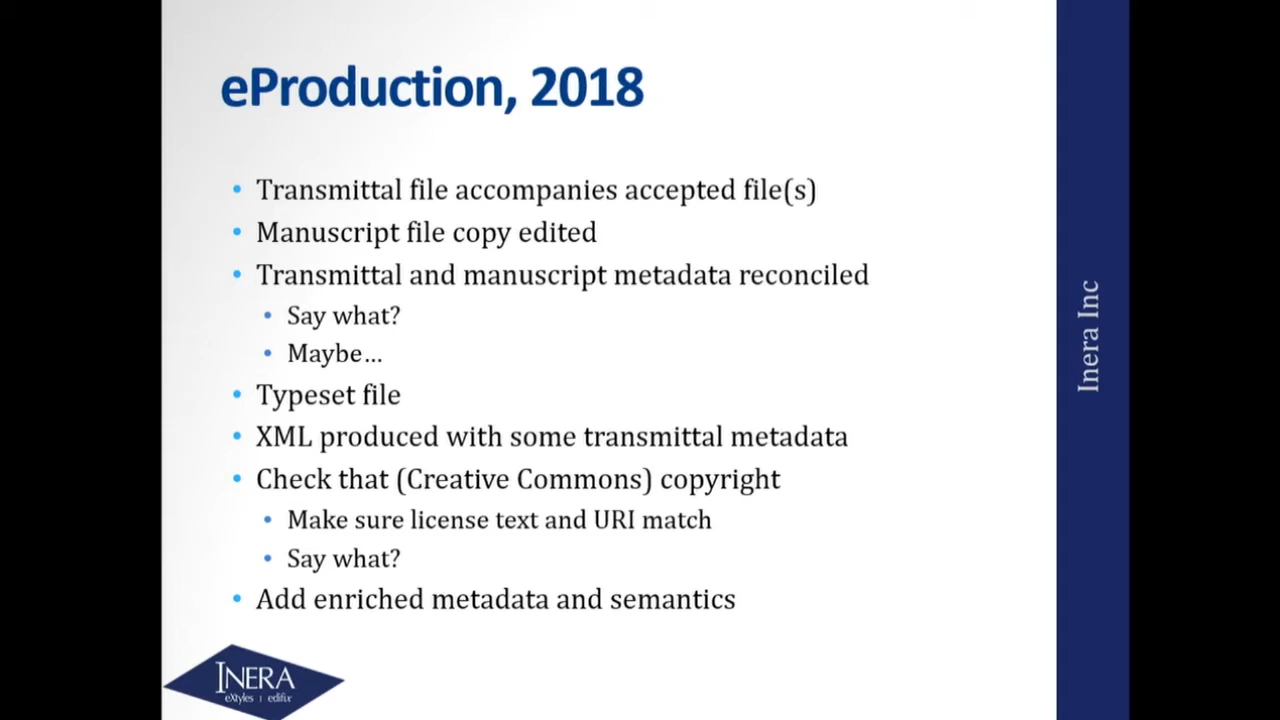 eProduction, 2018
• Transmittal file accompanies accepted file(s)
• Manuscript file copy edited
• Transmittal and manuscript metadata reconciled
• Say what?
• Maybe...
• Typeset file
• XML produced with some transmittal metadata
• Check that (Creative Commons) copyright
• Make sure license text and URI match
• Say what?
• Add enriched metadata and semantics
Inera Inc
INERA
eXtyles | edifix